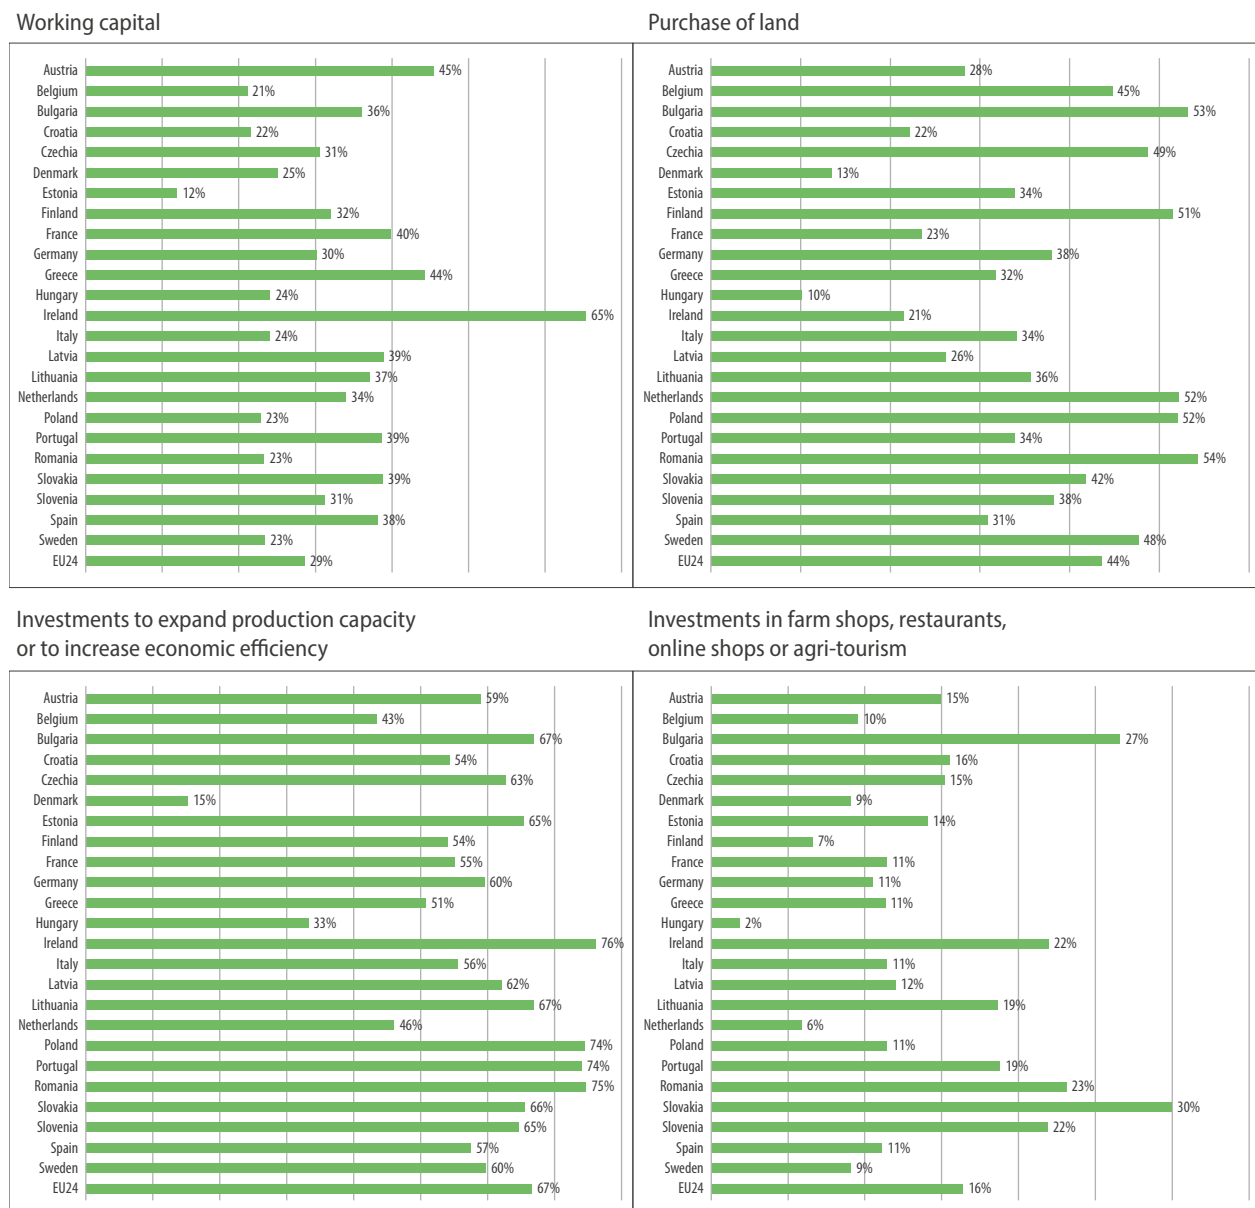 Working capital
Austria 45%
Belgium 21%
Bulgaria 36%
Croatia 22%
Czechia 31%
Denmark 25%
Estonia 12%
Finland 32%
France 40%
Germany 30%
Greece 44%
Hungary 24%
Ireland 65%
Italy 24%
Latvia 39%
Lithuania 37%
Netherlands 34%
Poland 23%
Portugal 39%
Romania 23%
Slovakia 39%
Slovenia 31%
Spain 38%
Sweden 23%
EU24 29%
Purchase of land
Austria 28%
Belgium 45%
Bulgaria 53%
Croatia 22%
Czechia 49%
Denmark 13%
Estonia 34%
Finland 51%
France 23%
Germany 38%
Greece 32%
Hungary 10%
Ireland 21%
Italy 34%
Latvia 26%
Lithuania 36%
Netherlands 52%
Poland 52%
Portugal 34%
Romania 54%
Slovakia 42%
Slovenia 38%
Spain 31%
Sweden 48%
EU24 44%
Investments to expand production capacity
or to increase economic efficiency
Austria 59%
Belgium 43%
Bulgaria 67%
Croatia 54%
Czechia 63%
Denmark 15%
Estonia 65%
Finland 54%
France 55%
Germany 60%
Greece 51%
Hungary 33%
Ireland 76%
Italy 56%
Latvia 62%
Lithuania 67%
Netherlands 46%
Poland 74%
Portugal 74%
Romania 75%
Slovakia 66%
Slovenia 65%
Spain 57%
Sweden 60%
EU24 67%
Investments in farm shops, restaurants,
online shops or agri-tourism
Austria 15%
Belgium 10%
Bulgaria 27%
Croatia 16%
Czechia 15%
Denmark 9%
Estonia 14%
Finland 7%
France 11%
Germany 11%
Greece 11%
Hungary 2%
Ireland 22%
Italy 11%
Latvia 12%
Lithuania 19%
Netherlands 6%
Poland 11%
Portugal 19%
Romania 23%
Slovakia 30%
Slovenia 22%
Spain 11%
Sweden 9%
EU24 16%